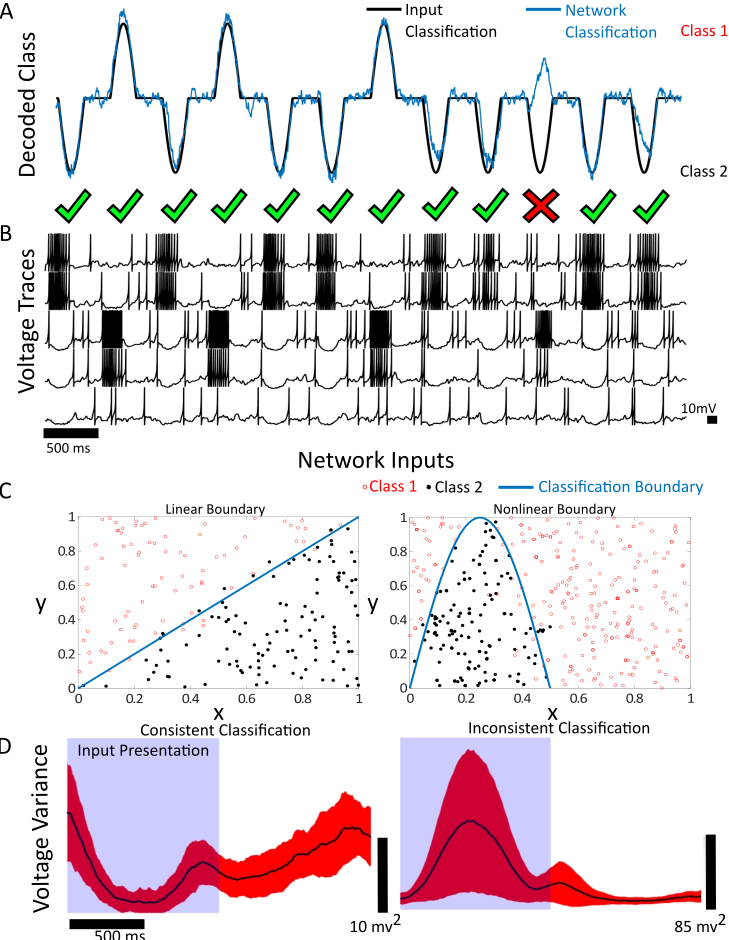 A
Input Classification
Network Classification
Class 1
Decoded Class
Class 2
B
Voltage Traces
10mV
500 ms
Network Inputs
C
Class 1
Class 2
Classification Boundary
Linear Boundary
Nonlinear Boundary
1
0.8
0.6
0.4
0.2
0
y
0
0.2
0.4
0.6
0.8
1
x
1
0.8
0.6
0.4
0.2
0
y
0
0.2
0.4
0.6
0.8
1
x
Consistent Classification
Inconsistent Classification
D
Input Presentation
Voltage Variance
500 ms
10 mv²
85 mv²